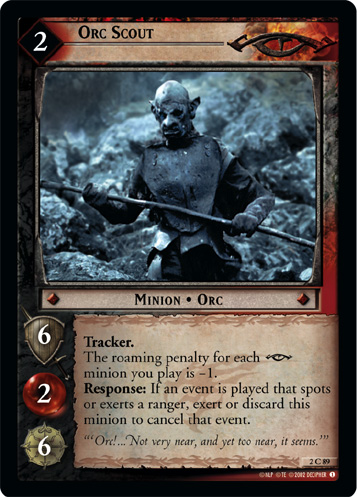 2
Orc Scout
Minion • Orc
6
2
6
Tracker.
The roaming penalty for each
minion you play is -1.
Response: If an event is played that spots
or exerts a ranger, exert or discard this
minion to cancel that event.
“‘Orc!...Not very near, and yet too near, it seems.’”
©NLP ™TE ©2002 DECIPHER
2 C 89